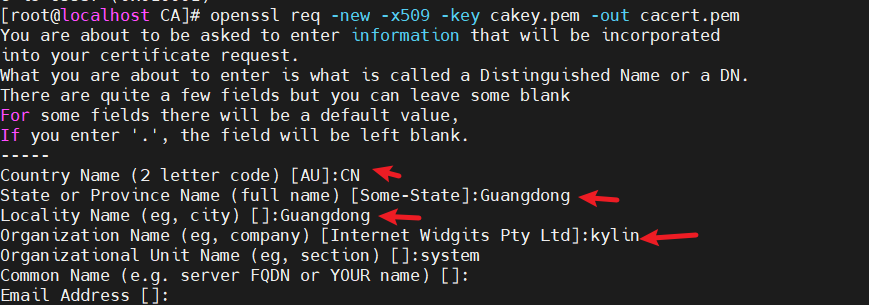 [root@localhost CA]# openssl req -new -x509 -key cakey.pem -out cacert.pem
You are about to be asked to enter information that will be incorporated
into your certificate request.
What you are about to enter is what is called a Distinguished Name or a DN.
There are quite a few fields but you can leave some blank
For some fields there will be a default value,
If you enter '.', the field will be left blank.
-----
Country Name (2 letter code) [AU]:CN
State or Province Name (full name) [Some-State]:Guangdong
Locality Name (eg, city) []:Guangdong
Organization Name (eg, company) [Internet Widgits Pty Ltd]:kylin
Organizational Unit Name (eg, section) []:system
Common Name (e.g. server FQDN or YOUR name) []:
Email Address []: